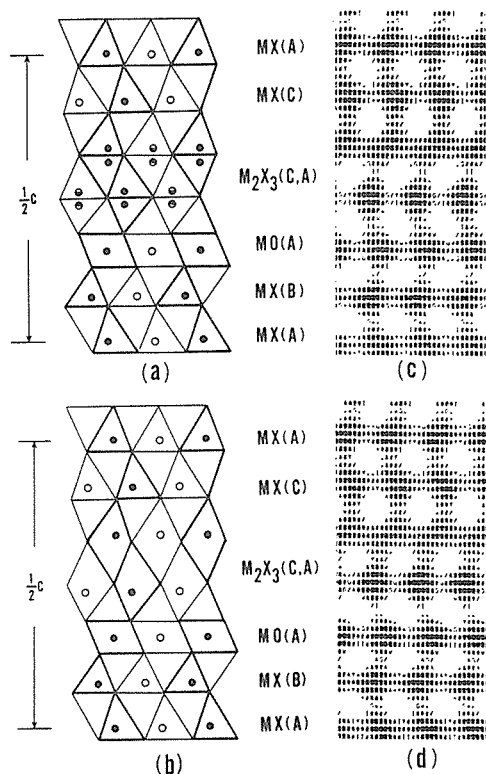 MX(A)
MX(C)
½c
M₂X₃(C,A)
MO(A)
MX(B)
MX(A)
(a)
(c)
MX(A)
MX(C)
½c
M₂X₃(C,A)
MO(A)
MX(B)
MX(A)
(b)
(d)